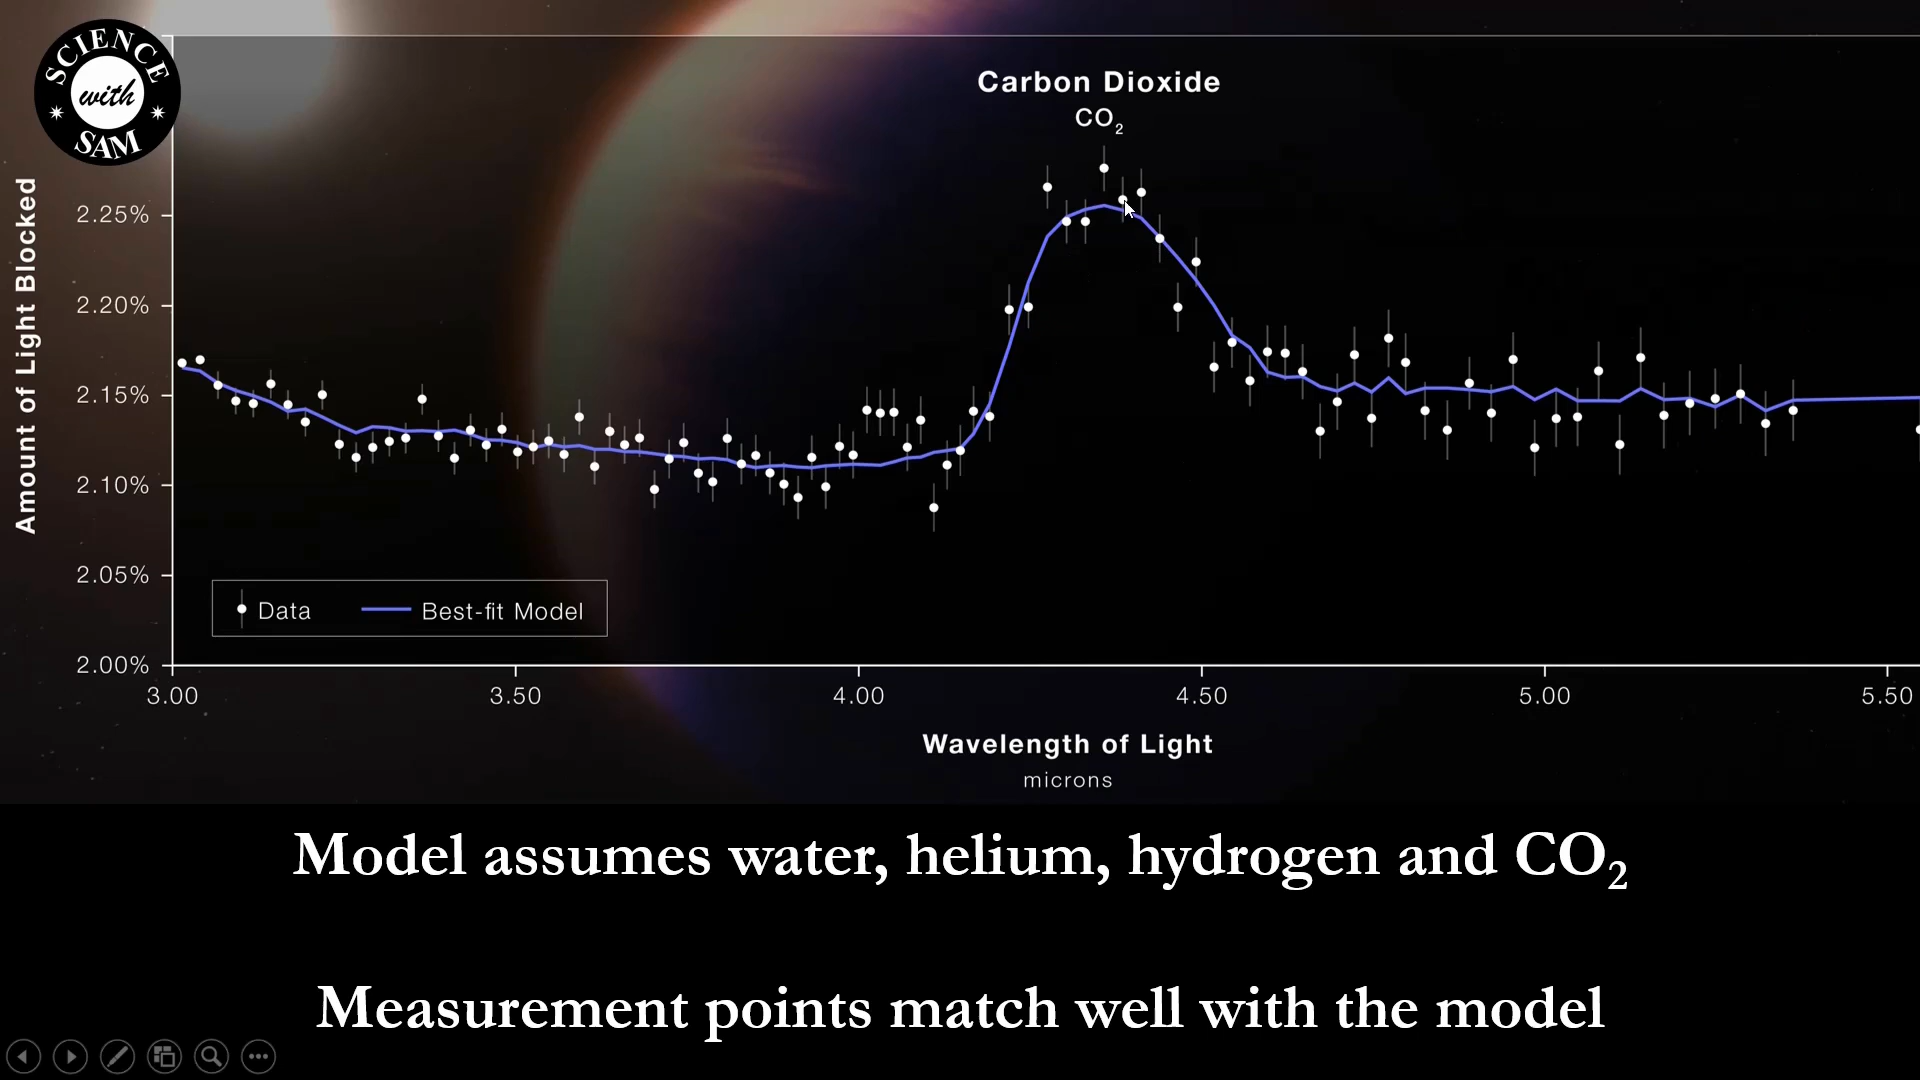 SCIENCE
with
SAM
Carbon Dioxide
CO₂
Amount of Light Blocked
2.25%
2.20%
2.15%
2.10%
2.05%
2.00%
Data
Best-fit Model
3.00
3.50
4.00
4.50
5.00
5.50
Wavelength of Light
microns
Model assumes water, helium, hydrogen and CO₂
Measurement points match well with the model